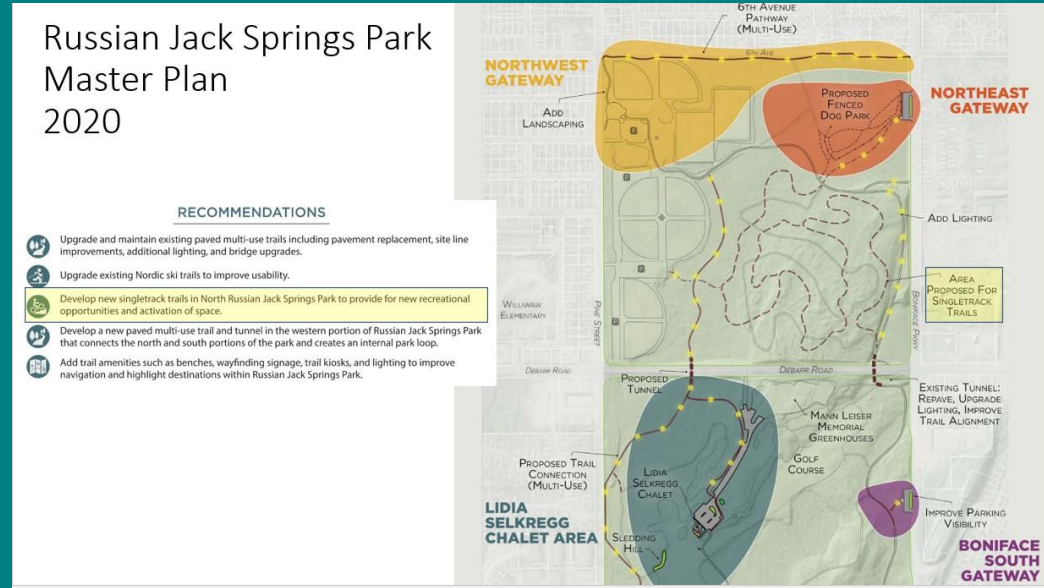 Russian Jack Springs Park
Master Plan
2020
RECOMMENDATIONS
Upgrade and maintain existing paved multi-use trails including pavement replacement, site line
improvements, additional lighting, and bridge upgrades.
Upgrade existing Nordic ski trails to improve usability.
Develop new singletrack trails in North Russian Jack Springs Park to provide for new recreational
opportunities and activation of space.
Develop a new paved multi-use trail and tunnel in the western portion of Russian Jack Springs Park
that connects the north and south portions of the park and creates an internal park loop.
Add trail amenities such as benches, wayfinding signage, trail kiosks, and lighting to improve
navigation and highlight destinations within Russian Jack Springs Park.
6TH AVENUE
PATHWAY
(MULTI-USE)
6TH AVE
NORTHWEST
GATEWAY
ADD
LANDSCAPING
P
PROPOSED
FENCED
DOG PARK
NORTHEAST
GATEWAY
P
ADD LIGHTING
P
AREA
PROPOSED FOR
SINGLETRACK
TRAILS
WILLIWAW
ELEMENTARY
PINE STREET
BONIFACE PKWY
P
DEBARR ROAD
DEBARR ROAD
PROPOSED
TUNNEL
EXISTING TUNNEL:
REPAVE, UPGRADE
LIGHTING, IMPROVE
TRAIL ALIGNMENT
MANN LEISER
MEMORIAL
GREENHOUSES
GOLF
COURSE
PROPOSED TRAIL
CONNECTION
(MULTI-USE)
LIDIA
SELKREGG
CHALET
LIDIA
SELKREGG
CHALET AREA
SLEDDING
HILL
IMPROVE PARKING
VISIBILITY
BONIFACE
SOUTH
GATEWAY